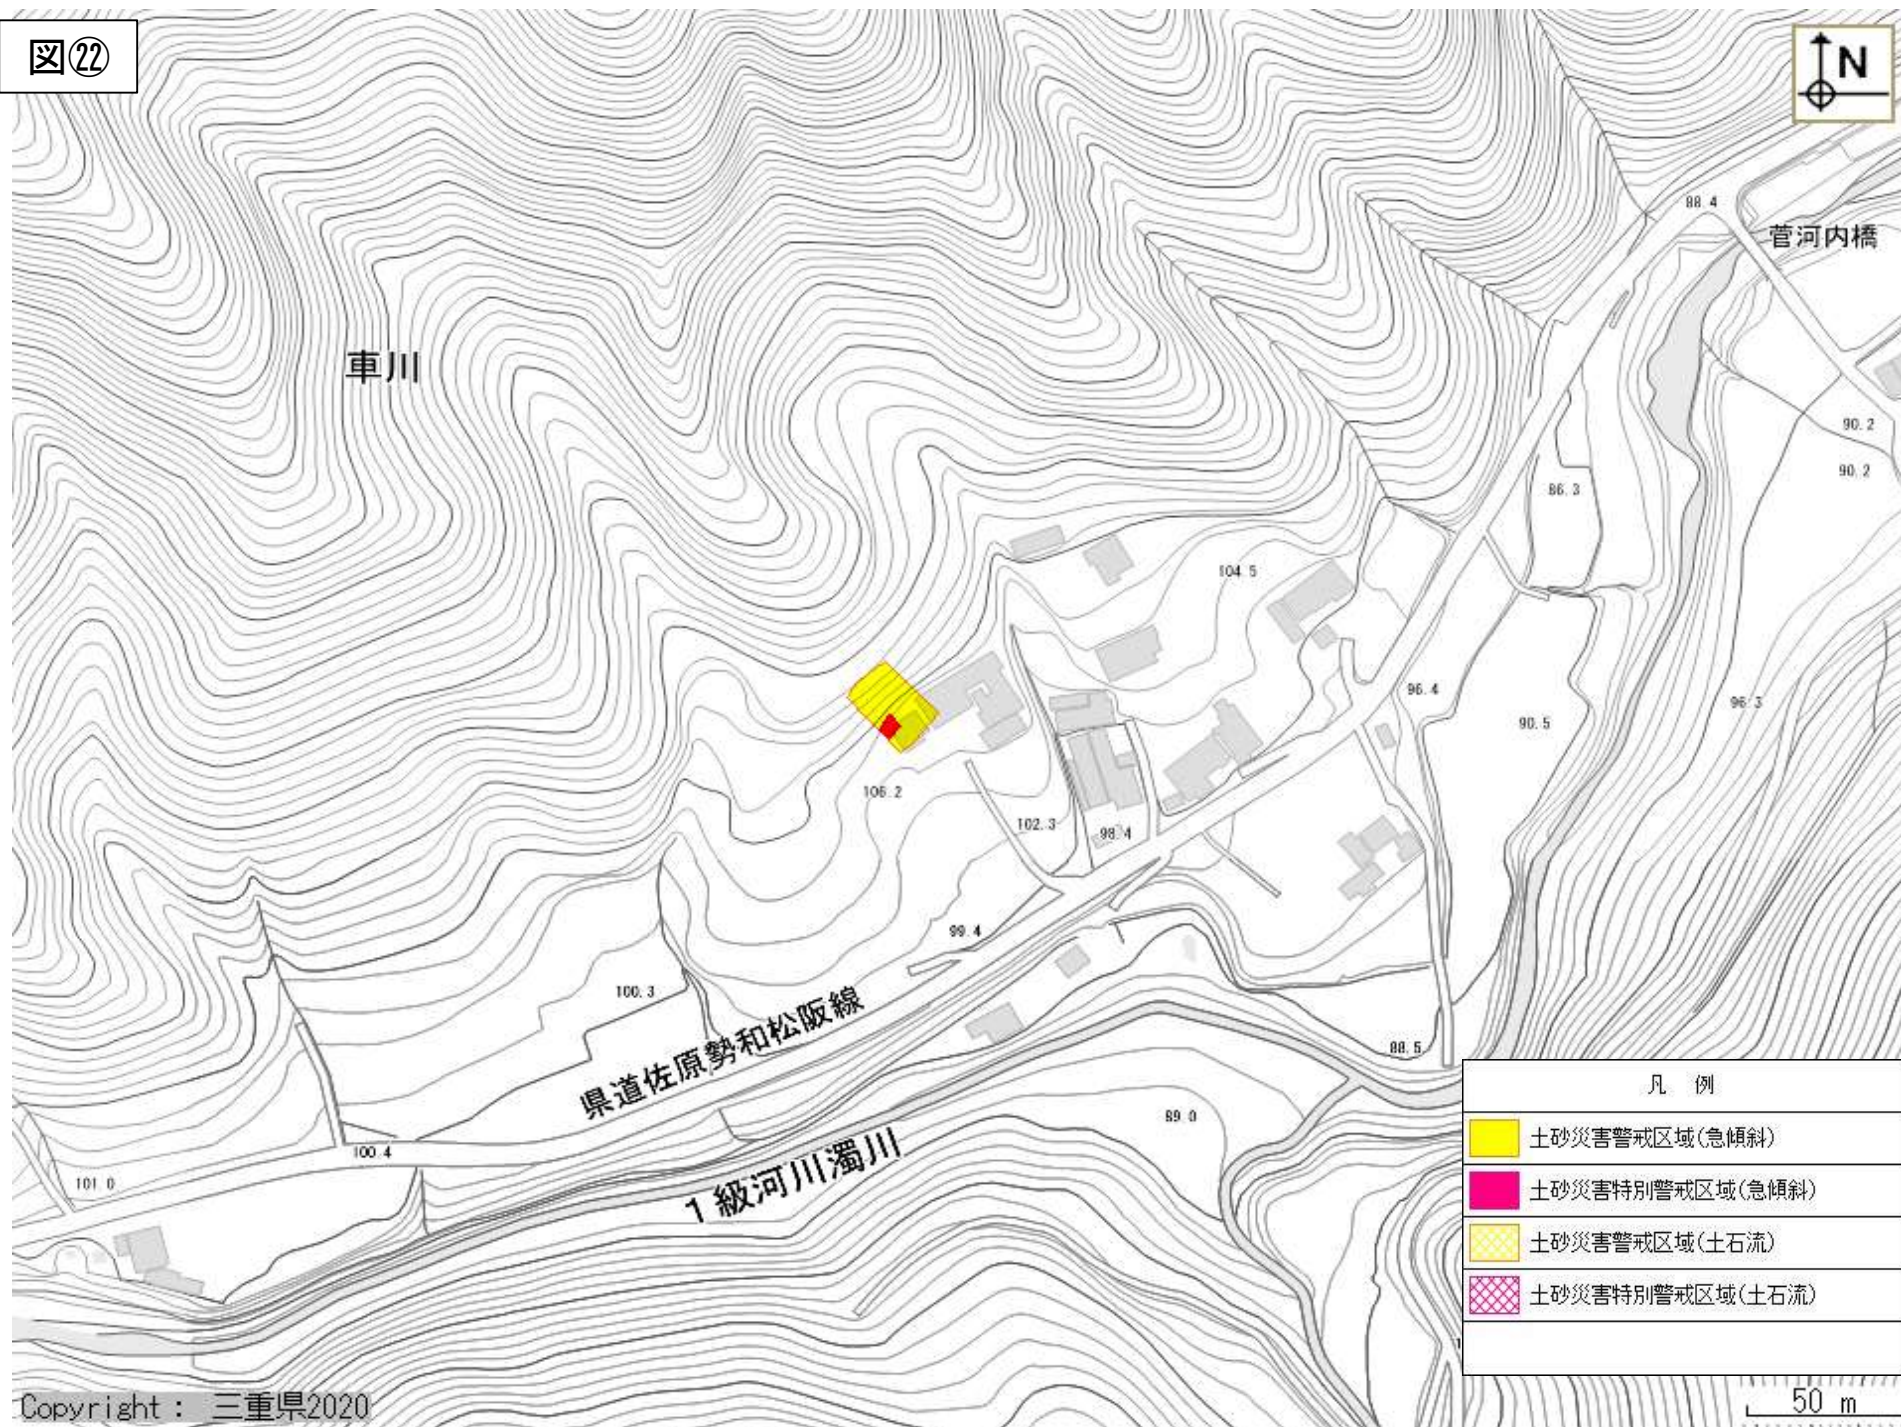 図㉒
N
88.4
菅河内橋
車川
90.2
90.2
86.3
104.5
96.4
96.3
90.5
106.2
102.3
98.4
99.4
100.3
県道佐原勢和松阪線
88.5
89.0
1級河川濁川
100.4
101.0
凡 例
土砂災害警戒区域(急傾斜)
土砂災害特別警戒区域(急傾斜)
土砂災害警戒区域(土石流)
土砂災害特別警戒区域(土石流)
50 m
Copyright : 三重県2020